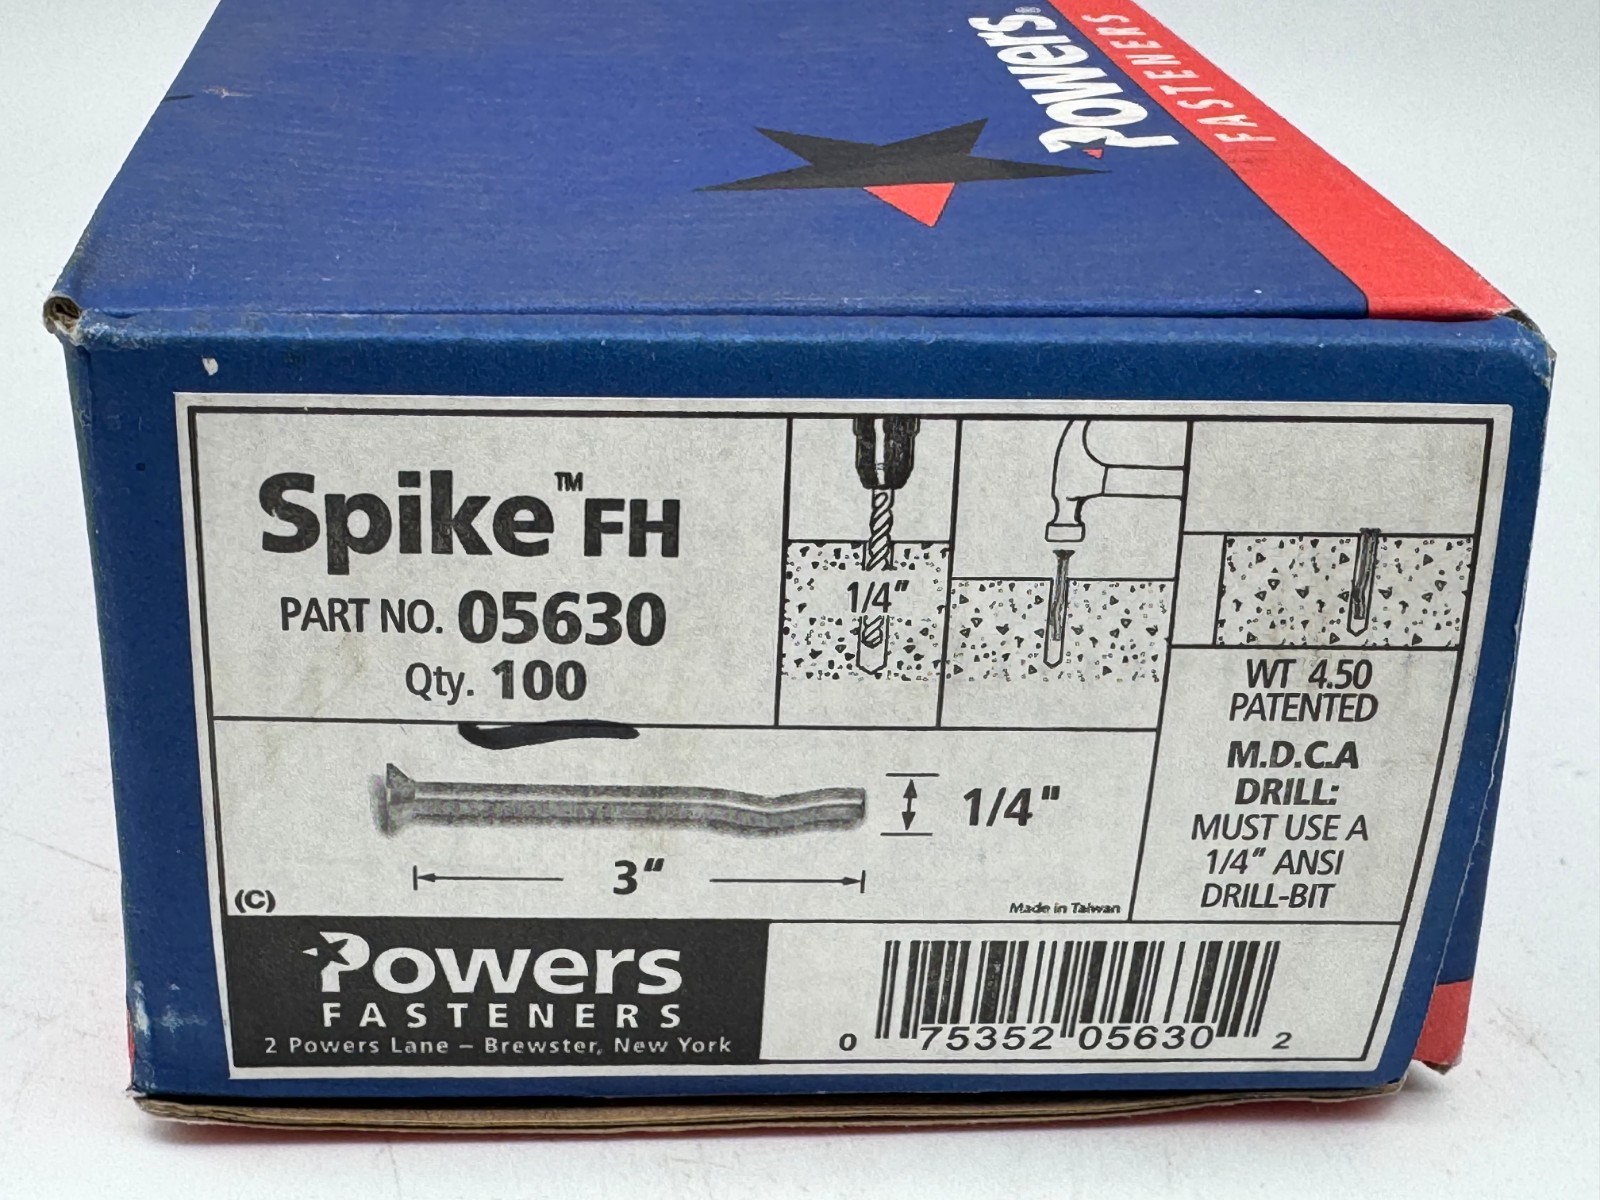 Powers®
FASTENERS
Spike™ FH
PART NO. 05630
Qty. 100
1/4"
WT 4.50
PATENTED
M.D.C.A
DRILL:
MUST USE A
1/4" ANSI
DRILL-BIT
1/4"
3"
(C)
Made in Taiwan
Powers
FASTENERS
2 Powers Lane – Brewster, New York
0 75352 05630 2